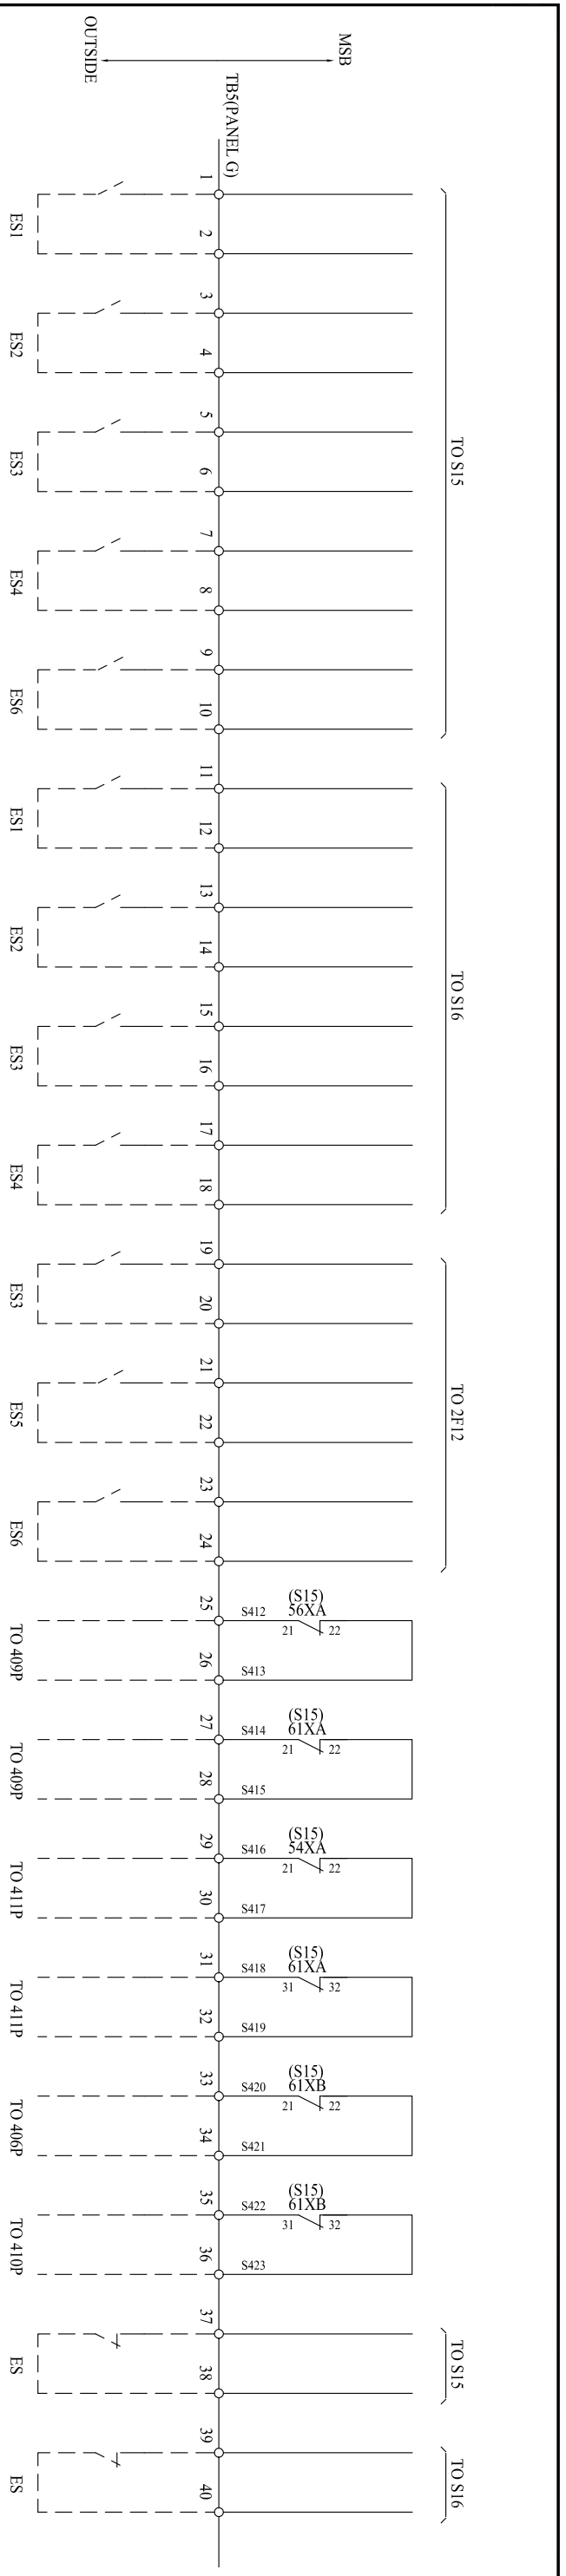 MSB
OUTSIDE
TB5(PANEL G)
TO S15
1
2
ES1
3
4
ES2
5
6
ES3
7
8
ES4
9
10
ES6
TO S16
11
12
ES1
13
14
ES2
15
16
ES3
17
18
ES4
TO 2F12
19
20
ES3
21
22
ES5
23
24
ES6
(S15)
56XA
21 22
25
S412
26
S413
TO 409P
(S15)
61XA
21 22
27
S414
28
S415
TO 409P
(S15)
54XA
21 22
29
S416
30
S417
TO 411P
(S15)
61XA
31 32
31
S418
32
S419
TO 411P
(S15)
61XB
21 22
33
S420
34
S421
TO 406P
(S15)
61XB
31 32
35
S422
36
S423
TO 410P
TO S15
37
38
ES
TO S16
39
40
ES